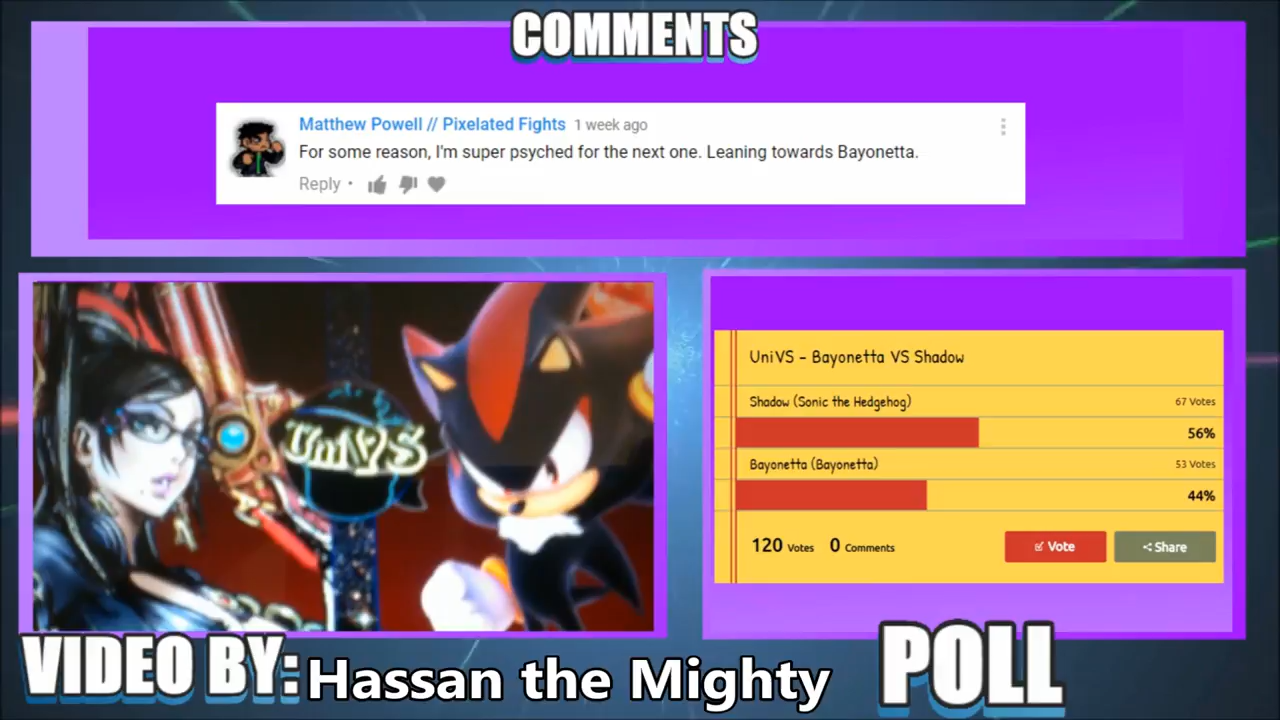 COMMENTS
Matthew Powell // Pixelated Fights 1 week ago
For some reason, I'm super psyched for the next one. Leaning towards Bayonetta.
Reply •
UniVS
UniVS - Bayonetta VS Shadow
Shadow (Sonic the Hedgehog) 67 Votes
56%
Bayonetta (Bayonetta) 53 Votes
44%
120 Votes 0 Comments Vote Share
VIDEO BY: Hassan the Mighty
POLL